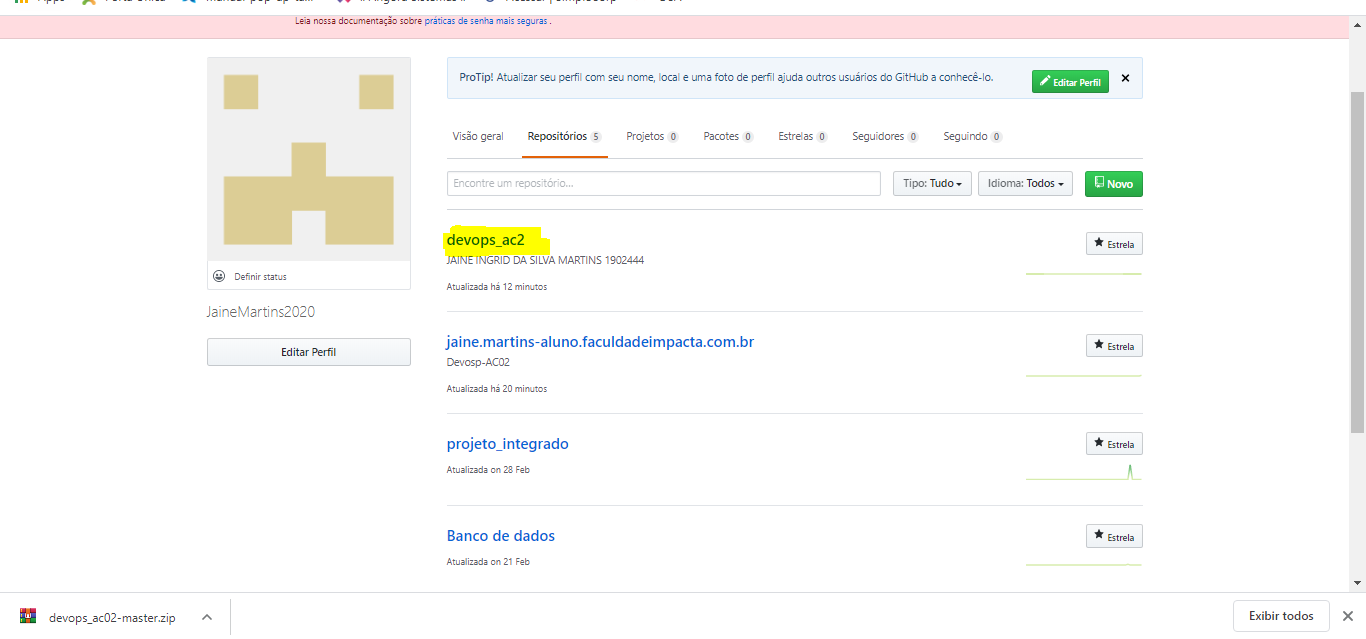 Leia nossa documentação sobre práticas de senha mais seguras .
ProTip! Atualizar seu perfil com seu nome, local e uma foto de perfil ajuda outros usuários do GitHub a conhecê-lo.
Editar Perfil
Visão geral Repositórios 5 Projetos 0 Pacotes 0 Estrelas 0 Seguidores 0 Seguindo 0
Encontre um repositório...
Tipo: Tudo
Idioma: Todos
Novo
Definir status
JaineMartins2020
Editar Perfil
devops_ac2
Estrela
JAINE INGRID DA SILVA MARTINS 1902444
Atualizada há 12 minutos
jaine.martins-aluno.faculdadeimpacta.com.br
Estrela
Devosp-AC02
Atualizada há 20 minutos
projeto_integrado
Estrela
Atualizada on 28 Feb
Banco de dados
Estrela
Atualizada on 21 Feb
devops_ac02-master.zip
Exibir todos